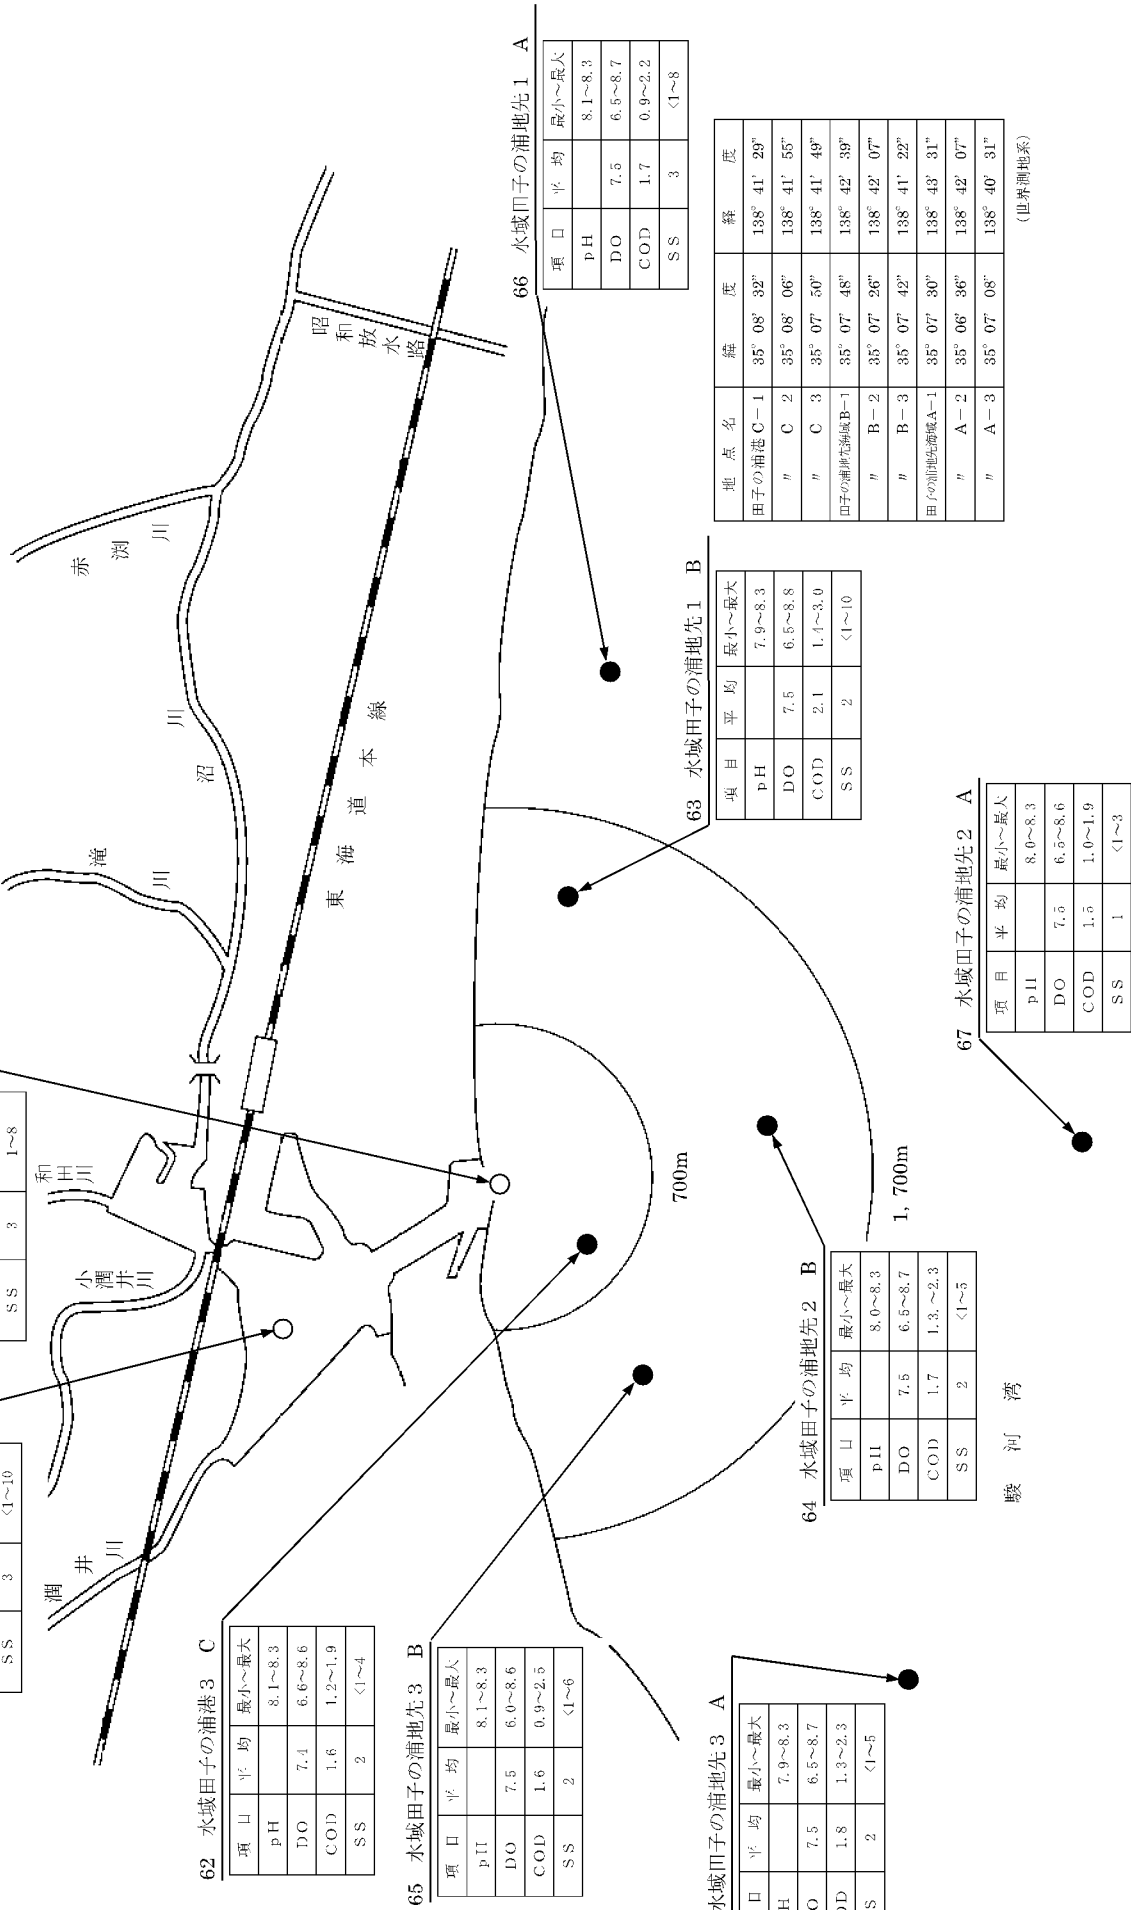 SS 3 <1~10
SS 3 1~8
潤井川
小潤井川
和田川
滝川
沼川
赤渕川
昭和放水路
東海道本線
62 水域田子の浦港3 C
項目 平均 最小~最大
pH 8.1~8.3
DO 7.4 6.6~8.6
COD 1.6 1.2~1.9
SS 2 <1~4
65 水域田子の浦地先3 B
項目 平均 最小~最大
pH 8.1~8.3
DO 7.5 6.0~8.6
COD 1.6 0.9~2.5
SS 2 <1~6
水域田子の浦地先3 A
目 平均 最小~最大
H 7.9~8.3
O 7.5 6.5~8.7
OD 1.8 1.3~2.3
S 2 <1~5
64 水域田子の浦地先2 B
項目 平均 最小~最大
pH 8.0~8.3
DO 7.5 6.5~8.7
COD 1.7 1.3.~2.3
SS 2 <1~5
700m
1,700m
駿河湾
63 水域田子の浦地先1 B
項目 平均 最小~最大
pH 7.9~8.3
DO 7.5 6.5~8.8
COD 2.1 1.4~3.0
SS 2 <1~10
67 水域田子の浦地先2 A
項目 平均 最小~最大
pH 8.0~8.3
DO 7.5 6.5~8.6
COD 1.5 1.0~1.9
SS 1 <1~3
66 水域田子の浦地先1 A
項目 平均 最小~最大
pH 8.1~8.3
DO 7.5 6.5~8.7
COD 1.7 0.9~2.2
SS 3 <1~8
地点名 緯度 経度
田子の浦港C-1 35° 08' 32" 138° 41' 29"
〃 C 2 35° 08' 06" 138° 41' 55"
〃 C 3 35° 07' 50" 138° 41' 49"
田子の浦地先海域B-1 35° 07' 48" 138° 42' 39"
〃 B-2 35° 07' 26" 138° 42' 07"
〃 B-3 35° 07' 42" 138° 41' 22"
田子の浦地先海域A-1 35° 07' 30" 138° 43' 31"
〃 A-2 35° 06' 36" 138° 42' 07"
〃 A-3 35° 07' 08" 138° 40' 31"
(世界測地系)